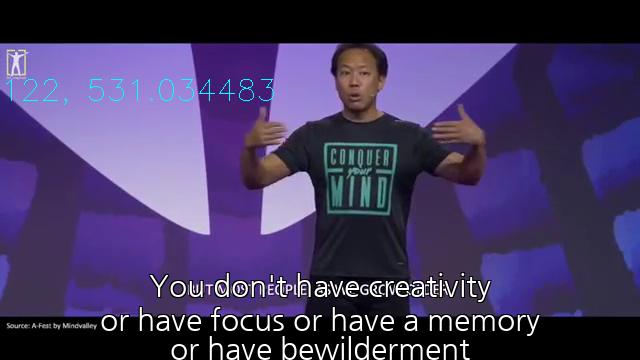 122, 531.034483
CONQUER
your
MIND
You don't have creativity
or have focus or have a memory
or have bewilderment
Source: A-Fest by Mindvalley